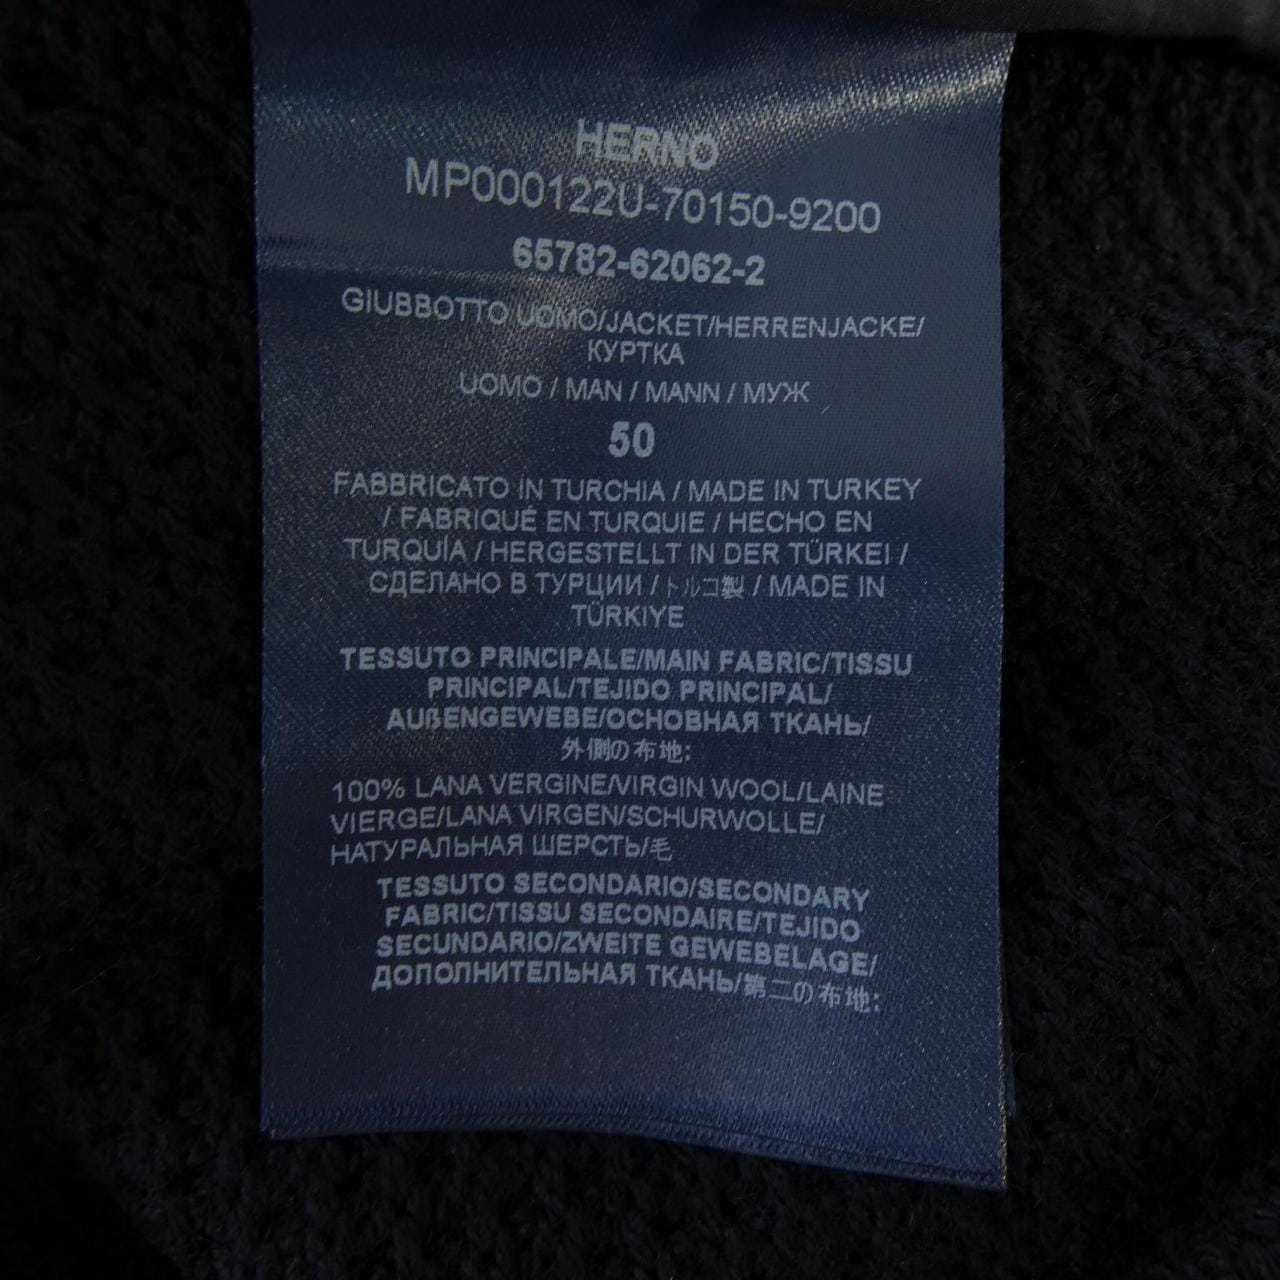 HERNO
MP000122U-70150-9200
65782-62062-2
GIUBBOTTO UOMO/JACKET/HERRENJACKE/
КУРТКА
UOMO / MAN / MANN / МУЖ
50
FABBRICATO IN TURCHIA / MADE IN TURKEY
/ FABRIQUÉ EN TURQUIE / HECHO EN
TURQUÍA / HERGESTELLT IN DER TÜRKEI /
СДЕЛАНО В ТУРЦИИ / トルコ製 / MADE IN
TÜRKIYE
TESSUTO PRINCIPALE/MAIN FABRIC/TISSU
PRINCIPAL/TEJIDO PRINCIPAL/
AUßENGEWEBE/ОСНОВНАЯ ТКАНЬ/
外側の布地:
100% LANA VERGINE/VIRGIN WOOL/LAINE
VIERGE/LANA VIRGEN/SCHURWOLLE/
НАТУРАЛЬНАЯ ШЕРСТЬ/毛
TESSUTO SECONDARIO/SECONDARY
FABRIC/TISSU SECONDAIRE/TEJIDO
SECUNDARIO/ZWEITE GEWEBELAGE/
ДОПОЛНИТЕЛЬНАЯ ТКАНЬ/第二の布地: